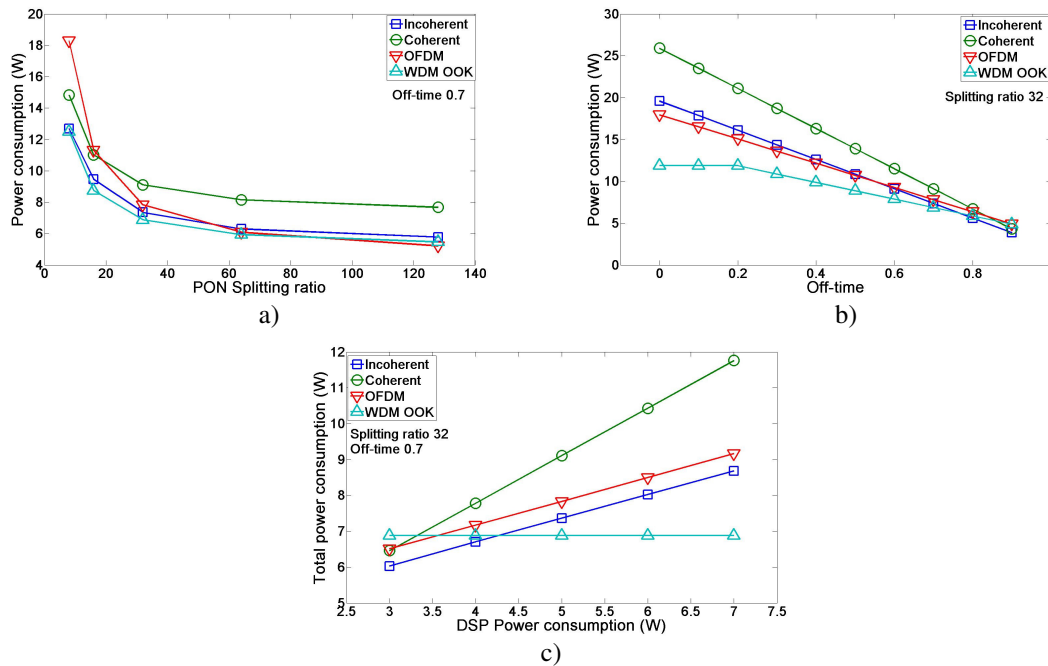 Power consumption (W)
20
18
16
14
12
10
8
6
4
0
20
40
60
80
100
120
140
PON Splitting ratio
Incoherent
Coherent
OFDM
WDM OOK
Off-time 0.7
a)
Power consumption (W)
30
25
20
15
10
5
0
0
0.2
0.4
0.6
0.8
1
Off-time
Incoherent
Coherent
OFDM
WDM OOK
Splitting ratio 32
b)
Total power consumption (W)
12
11
10
9
8
7
6
5
2.5
3
3.5
4
4.5
5
5.5
6
6.5
7
7.5
DSP Power consumption (W)
Incoherent
Coherent
OFDM
WDM OOK
Splitting ratio 32
Off-time 0.7
c)